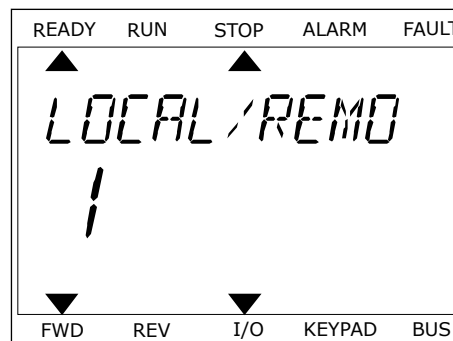 READY RUN STOP ALARM FAULT
LOCAL/REMO
1
FWD REV I/O KEYPAD BUS